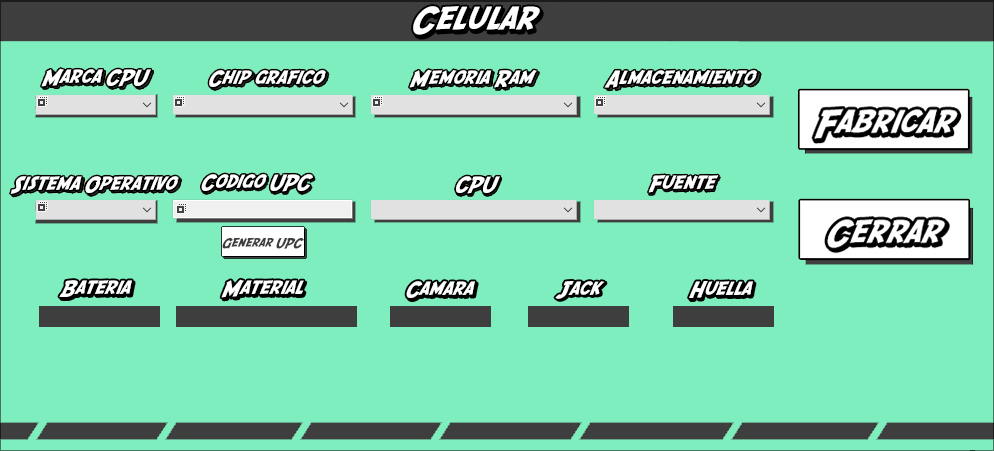 Celular
Marca CPU
Chip grafico
Memoria Ram
Almacenamiento
Fabricar
Sistema Operativo
Codigo UPC
CPU
Fuente
Cerrar
Generar UPC
Bateria
Material
Camara
Jack
Huella